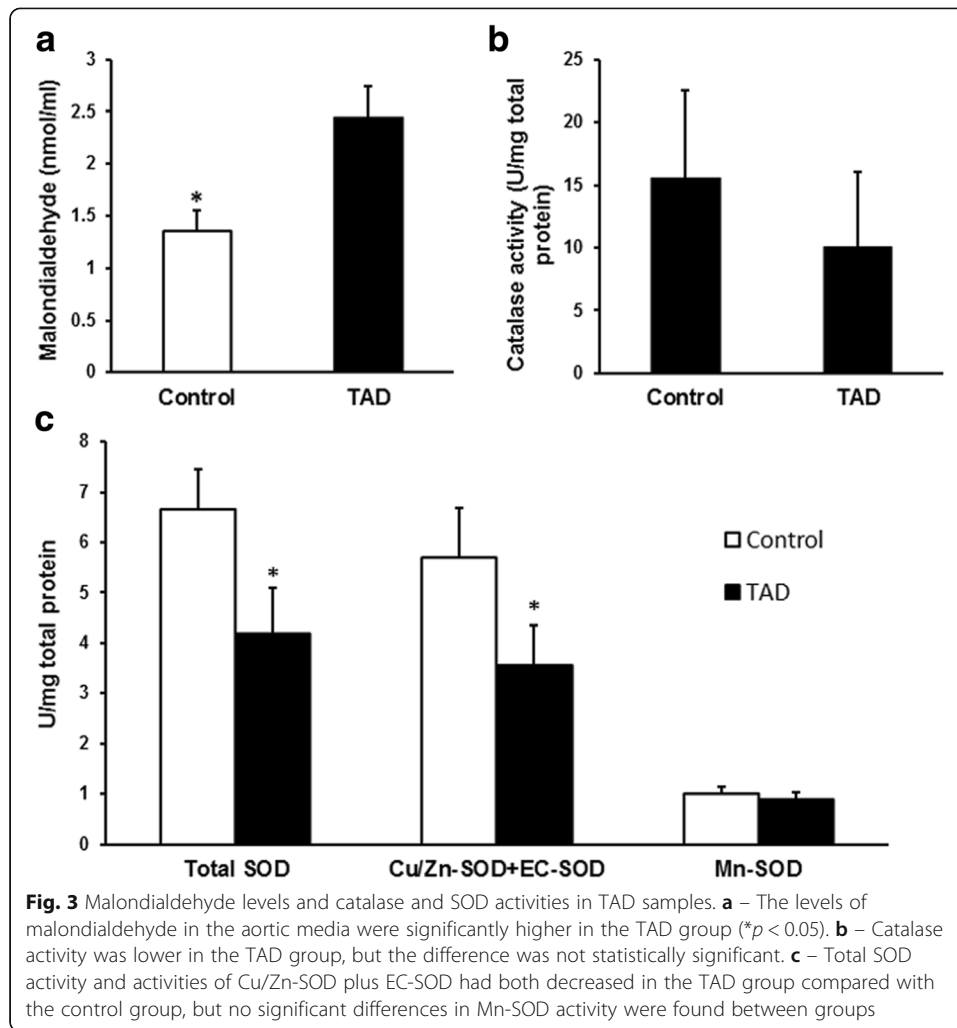 a
3
2.5
2
1.5
1
0.5
0
Malondialdehyde (nmol/ml)
*
Control
TAD
b
25
20
15
10
5
0
Catalase activity (U/mg total
protein)
Control
TAD
c
8
7
6
5
4
3
2
1
0
U/mg total protein
*
*
Control
TAD
Total SOD
Cu/Zn-SOD+EC-SOD
Mn-SOD
Fig. 3 Malondialdehyde levels and catalase and SOD activities in TAD samples. a – The levels of
malondialdehyde in the aortic media were significantly higher in the TAD group (*p < 0.05). b – Catalase
activity was lower in the TAD group, but the difference was not statistically significant. c – Total SOD
activity and activities of Cu/Zn-SOD plus EC-SOD had both decreased in the TAD group compared with
the control group, but no significant differences in Mn-SOD activity were found between groups